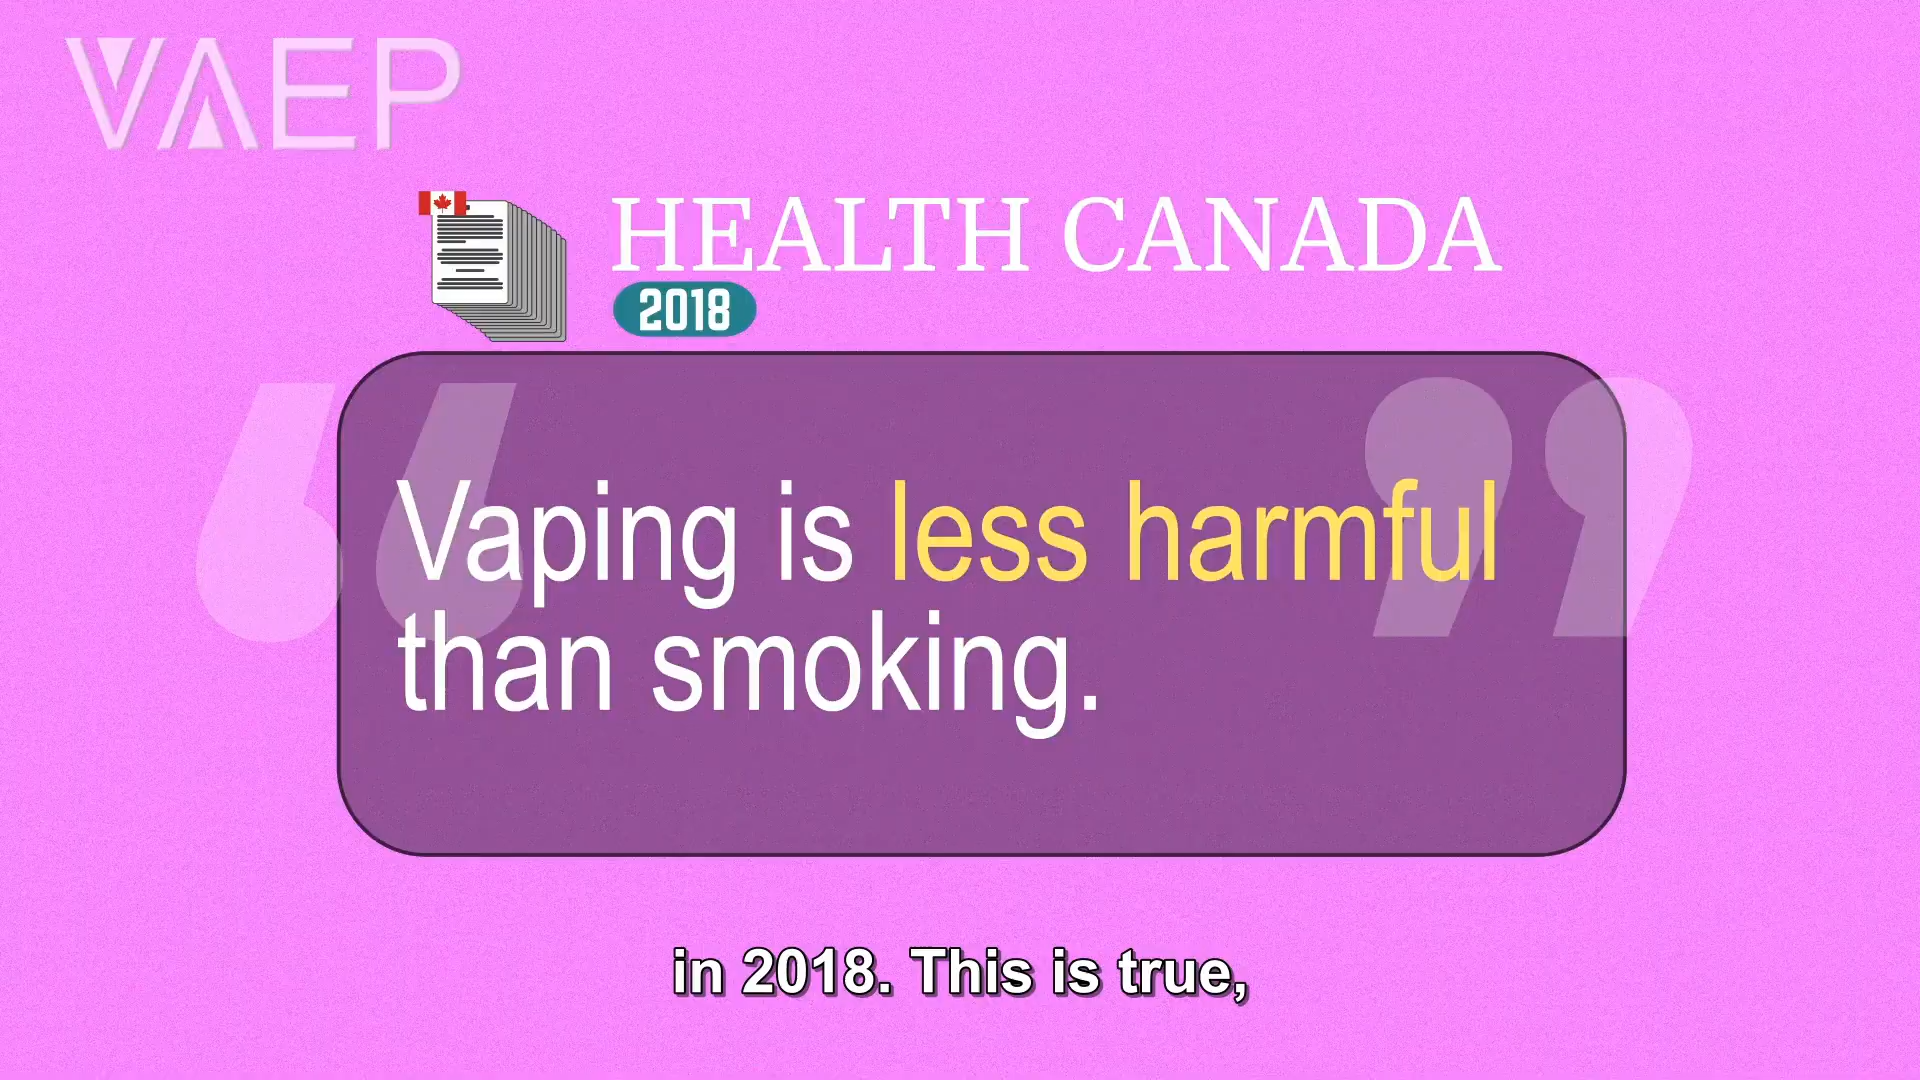 VAEP
HEALTH CANADA
2018
Vaping is less harmful
than smoking.
in 2018. This is true,